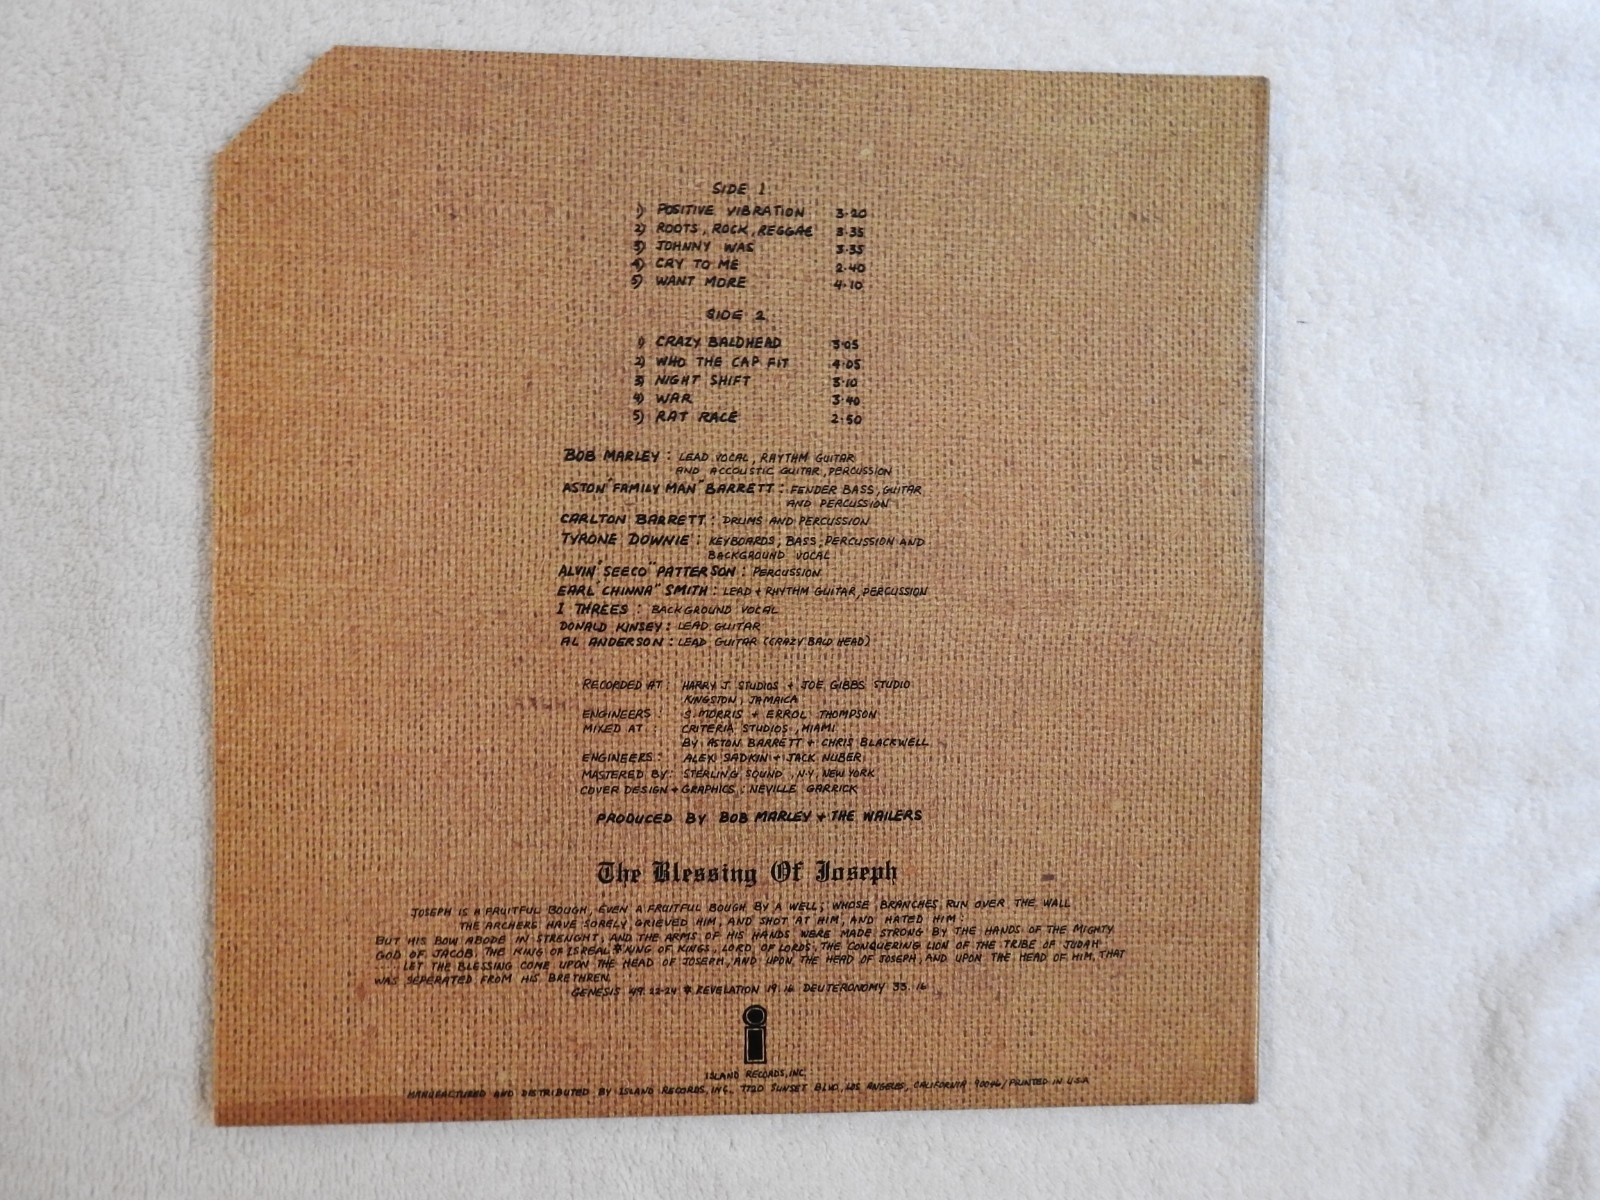 SIDE 1
1) POSITIVE VIBRATION 3·20
2) ROOTS, ROCK, REGGAE 3·35
3) JOHNNY WAS 3·35
4) CRY TO ME 2·40
5) WANT MORE 4·10
SIDE 2
1) CRAZY BALDHEAD 3·05
2) WHO THE CAP FIT 4·05
3) NIGHT SHIFT 3·10
4) WAR 3·40
5) RAT RACE 2·50
BOB MARLEY : LEAD VOCAL, RHYTHM GUITAR
AND ACCOUSTIC GUITAR, PERCUSSION
ASTON "FAMILY MAN" BARRETT : FENDER BASS, GUITAR
AND PERCUSSION
CARLTON BARRETT : DRUMS AND PERCUSSION
TYRONE DOWNIE : KEYBOARDS, BASS, PERCUSSION AND
BACKGROUND VOCAL
ALVIN "SEECO" PATTERSON : PERCUSSION
EARL "CHINNA" SMITH : LEAD + RHYTHM GUITAR, PERCUSSION
I THREES : BACKGROUND VOCAL
DONALD KINSEY : LEAD GUITAR
AL ANDERSON : LEAD GUITAR (CRAZY BALD HEAD)
RECORDED AT : HARRY J. STUDIOS + JOE GIBBS STUDIO
KINGSTON, JAMAICA
ENGINEERS : S. MORRIS + ERROL THOMPSON
MIXED AT : CRITERIA STUDIOS, MIAMI
BY ASTON BARRETT + CHRIS BLACKWELL
ENGINEERS : ALEX SADKIN + JACK NUBER
MASTERED BY : STERLING SOUND, N.Y, NEW YORK
COVER DESIGN + GRAPHICS : NEVILLE GARRICK
PRODUCED BY BOB MARLEY + THE WAILERS
The Blessing Of Joseph
JOSEPH IS A FRUITFUL BOUGH, EVEN A FRUITFUL BOUGH BY A WELL; WHOSE BRANCHES RUN OVER THE WALL
THE ARCHERS HAVE SORELY GRIEVED HIM, AND SHOT AT HIM, AND HATED HIM :
BUT HIS BOW ABODE IN STRENGHT, AND THE ARMS OF HIS HANDS WERE MADE STRONG BY THE HANDS OF THE MIGHTY
GOD OF JACOB. THE KING OF ISREAL * KING OF KINGS, LORD OF LORDS, THE CONQUERING LION OF THE TRIBE OF JUDAH
... LET THE BLESSING COME UPON THE HEAD OF JOSEPH, AND UPON THE HEAD OF JOSEPH, AND UPON THE HEAD OF HIM, THAT
WAS SEPERATED FROM HIS BRETHREN.
GENESIS 49. 22-24 * REVELATION 19. 16 DEUTERONOMY 33. 16
ISLAND RECORDS, INC.
MANUFACTURED AND DISTRIBUTED BY ISLAND RECORDS, INC., 7720 SUNSET BLVD, LOS ANGELES, CALIFORNIA 90046 / PRINTED IN U.S.A